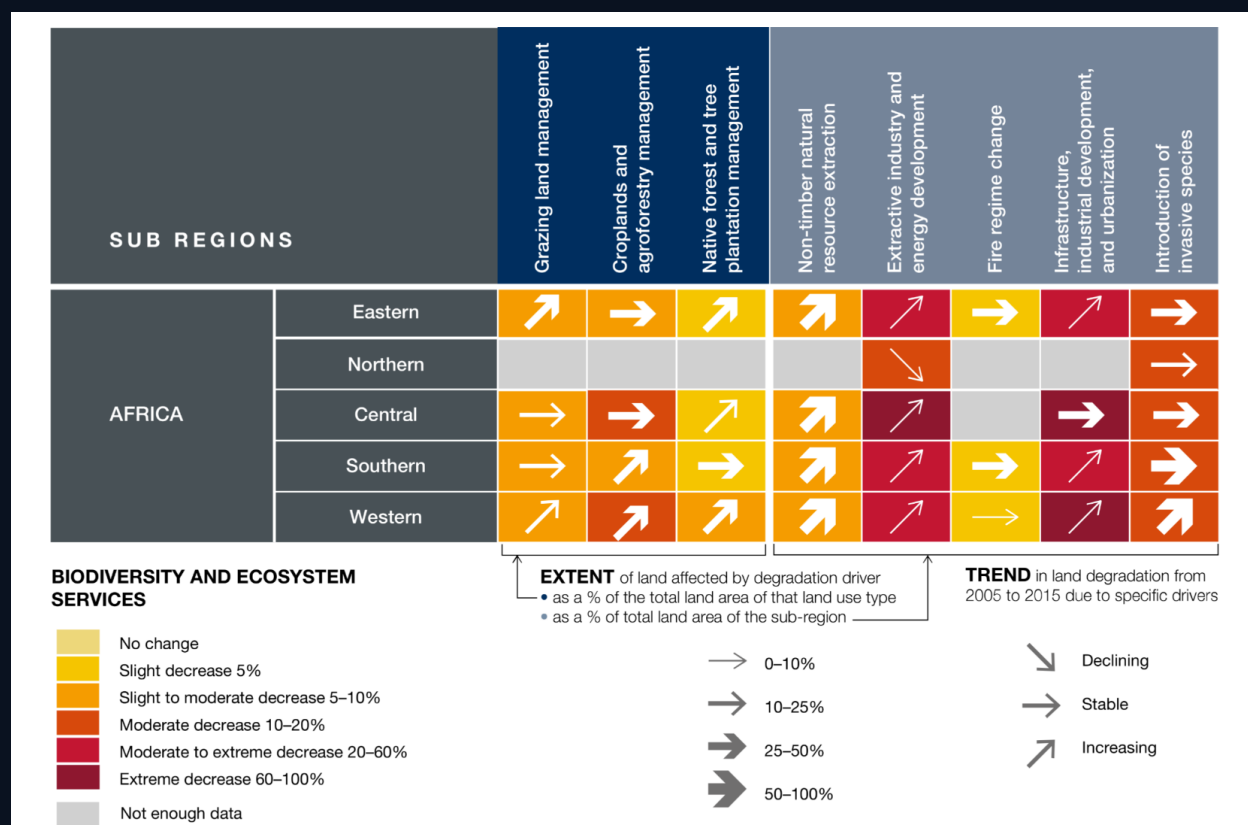 SUB REGIONS
Grazing land management
Croplands and
agroforestry management
Native forest and tree
plantation management
Non-timber natural
resource extraction
Extractive industry and
energy development
Fire regime change
Infrastructure,
industrial development,
and urbanization
Introduction of
invasive species
AFRICA
Eastern
Northern
Central
Southern
Western
BIODIVERSITY AND ECOSYSTEM
SERVICES
No change
Slight decrease 5%
Slight to moderate decrease 5–10%
Moderate decrease 10–20%
Moderate to extreme decrease 20–60%
Extreme decrease 60–100%
Not enough data
EXTENT of land affected by degradation driver
• as a % of the total land area of that land use type
• as a % of total land area of the sub-region
0–10%
10–25%
25–50%
50–100%
TREND in land degradation from
2005 to 2015 due to specific drivers
Declining
Stable
Increasing